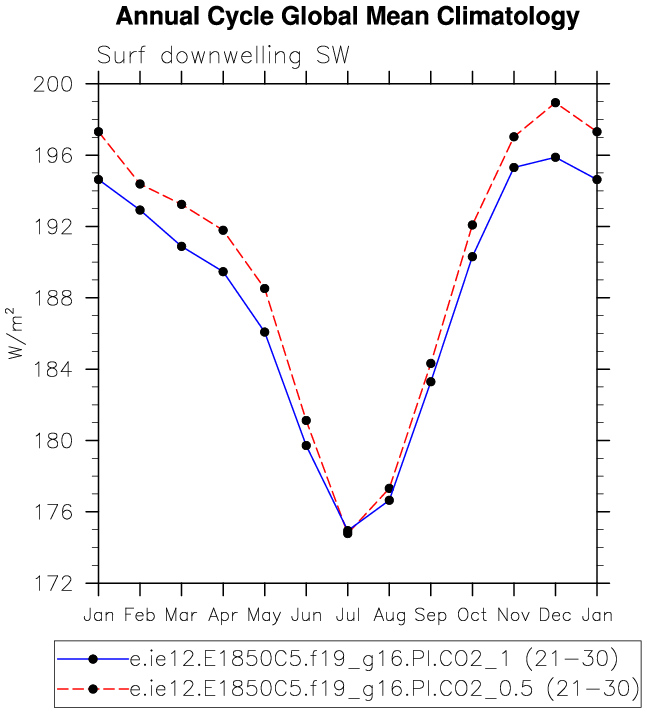 Annual Cycle Global Mean Climatology
Surf downwelling SW
200
196
192
188
184
180
176
172
W/m²
Jan Feb Mar Apr May Jun Jul Aug Sep Oct Nov Dec Jan
e.ie12.E1850C5.f19_g16.PI.CO2_1 (21-30)
e.ie12.E1850C5.f19_g16.PI.CO2_0.5 (21-30)